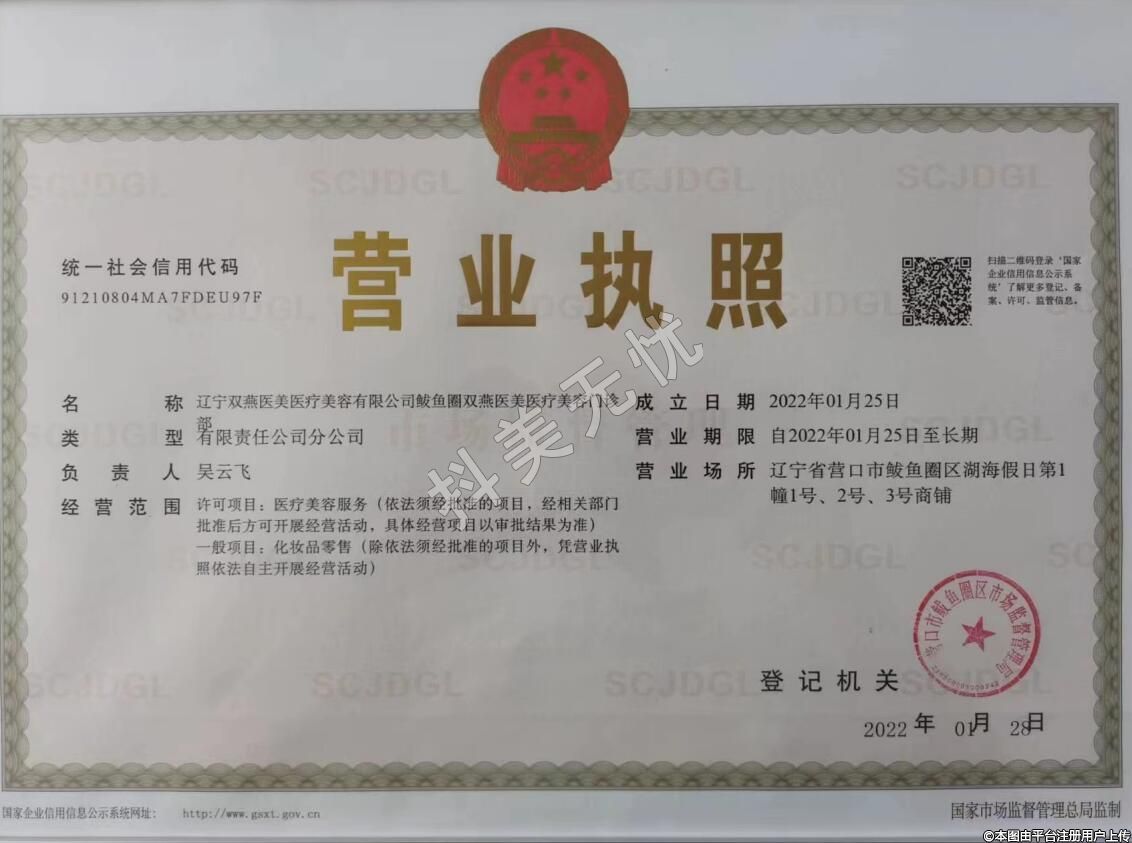 营业执照
统一社会信用代码
91210804MA7FDEU97F
扫描二维码登录‘国家
企业信用信息公示系
统’了解更多登记、备
案、许可、监管信息。
名称 辽宁双燕医美医疗美容有限公司鲅鱼圈双燕医美医疗美容门诊
部
类型 有限责任公司分公司
负责人 吴云飞
经营范围 许可项目：医疗美容服务（依法须经批准的项目，经相关部门
批准后方可开展经营活动，具体经营项目以审批结果为准）
一般项目：化妆品零售（除依法须经批准的项目外，凭营业执
照依法自主开展经营活动）
成立日期 2022年01月25日
营业期限 自2022年01月25日至长期
营业场所 辽宁省营口市鲅鱼圈区湖海假日第1
幢1号、2号、3号商铺
抖美无忧
SCJDGL SCJDGL SCJDGL SCJDGL
营口市鲅鱼圈区市场监督管理局
登记机关
2022年01月28日
国家企业信用信息公示系统网址： http://www.gsxt.gov.cn
国家市场监督管理总局监制
©本图由平台注册用户上传